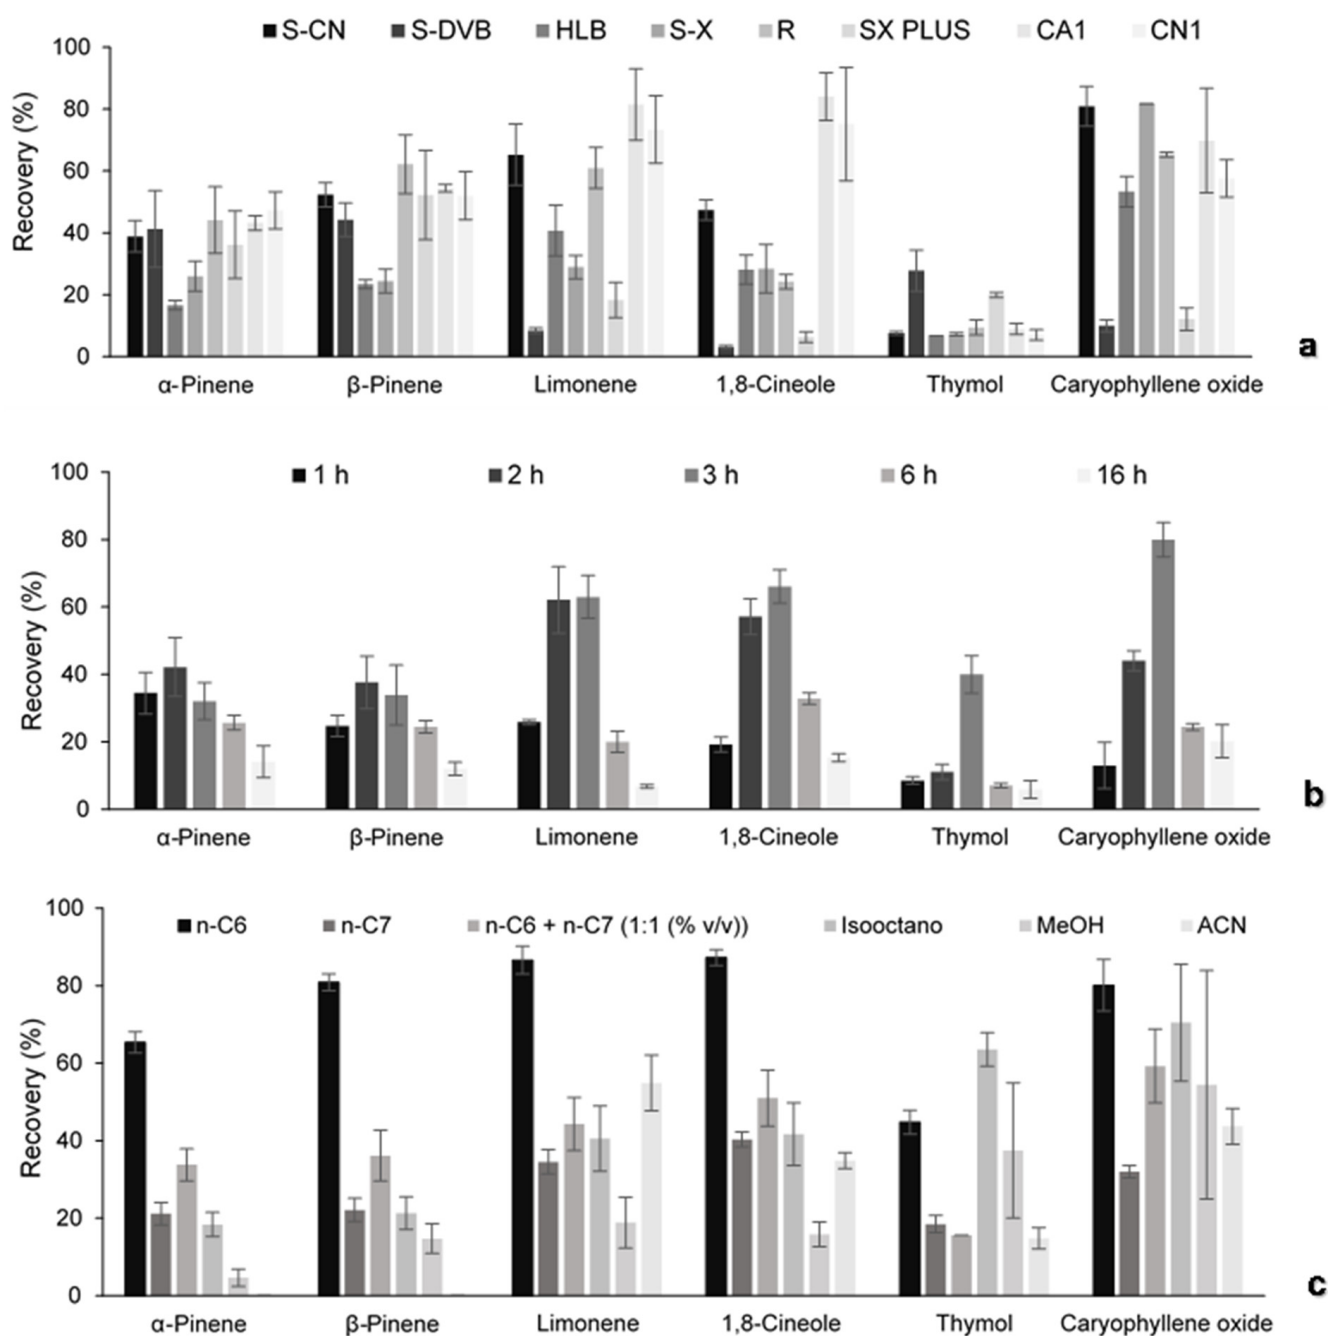 S-CN S-DVB HLB S-X R SX PLUS CA1 CN1
100
80
60
40
20
0
Recovery (%)
α-Pinene β-Pinene Limonene 1,8-Cineole Thymol Caryophyllene oxide
a
1 h 2 h 3 h 6 h 16 h
100
80
60
40
20
0
Recovery (%)
α-Pinene β-Pinene Limonene 1,8-Cineole Thymol Caryophyllene oxide
b
n-C6 n-C7 n-C6 + n-C7 (1:1 (% v/v)) Isooctano MeOH ACN
100
80
60
40
20
0
Recovery (%)
α-Pinene β-Pinene Limonene 1,8-Cineole Thymol Caryophyllene oxide
c